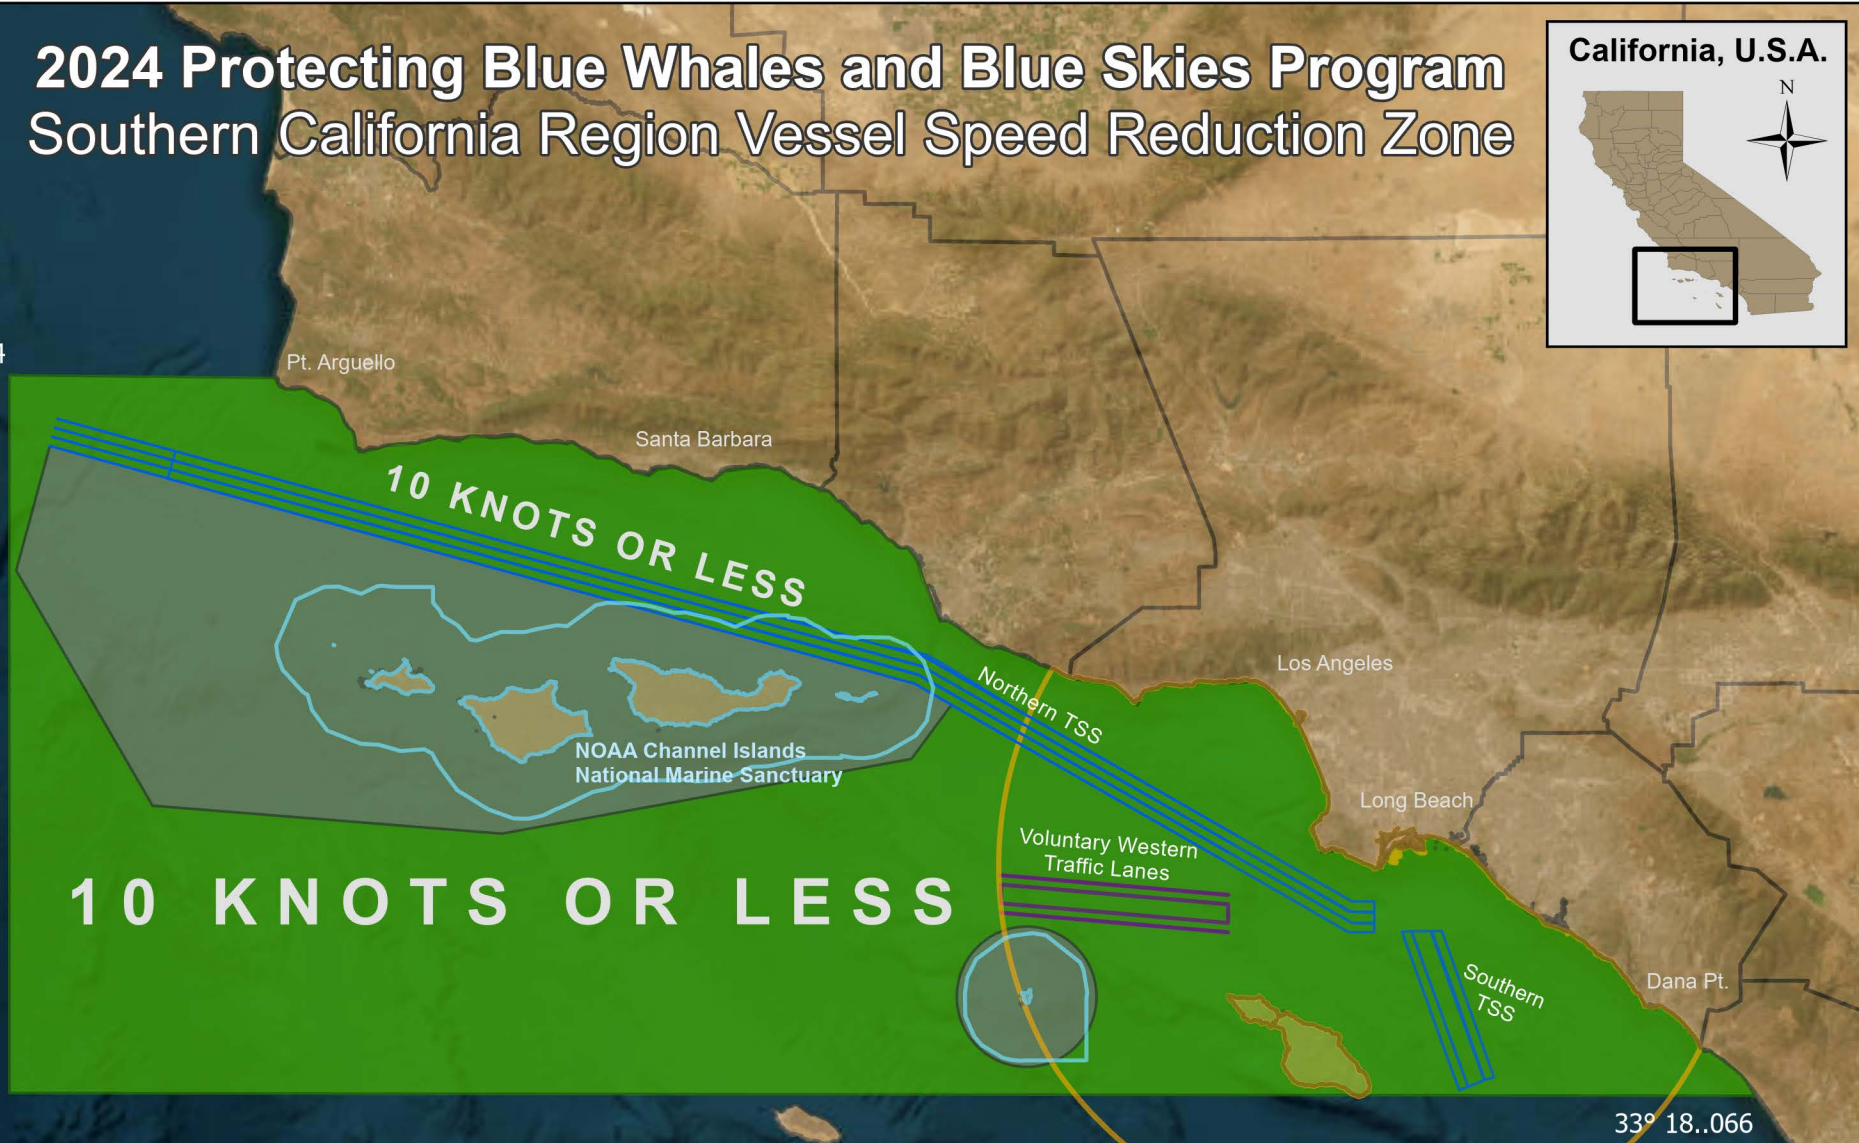 2024 Protecting Blue Whales and Blue Skies Program
Southern California Region Vessel Speed Reduction Zone
California, U.S.A.
N
4
Pt. Arguello
Santa Barbara
10 KNOTS OR LESS
Northern TSS
Los Angeles
NOAA Channel Islands
National Marine Sanctuary
Long Beach
Voluntary Western
Traffic Lanes
10 KNOTS OR LESS
Southern
TSS
Dana Pt.
33° 18..066